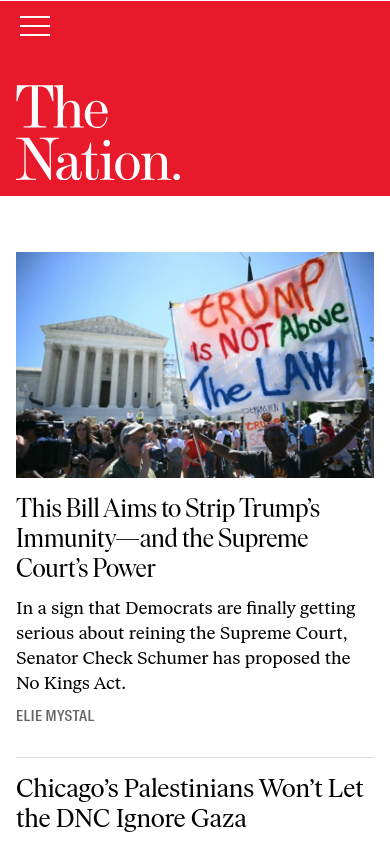 The
Nation.
TRUMP
Is NOT Above
The LAW
This Bill Aims to Strip Trump’s
Immunity—and the Supreme
Court’s Power
In a sign that Democrats are finally getting
serious about reining the Supreme Court,
Senator Check Schumer has proposed the
No Kings Act.
ELIE MYSTAL
Chicago’s Palestinians Won’t Let
the DNC Ignore Gaza